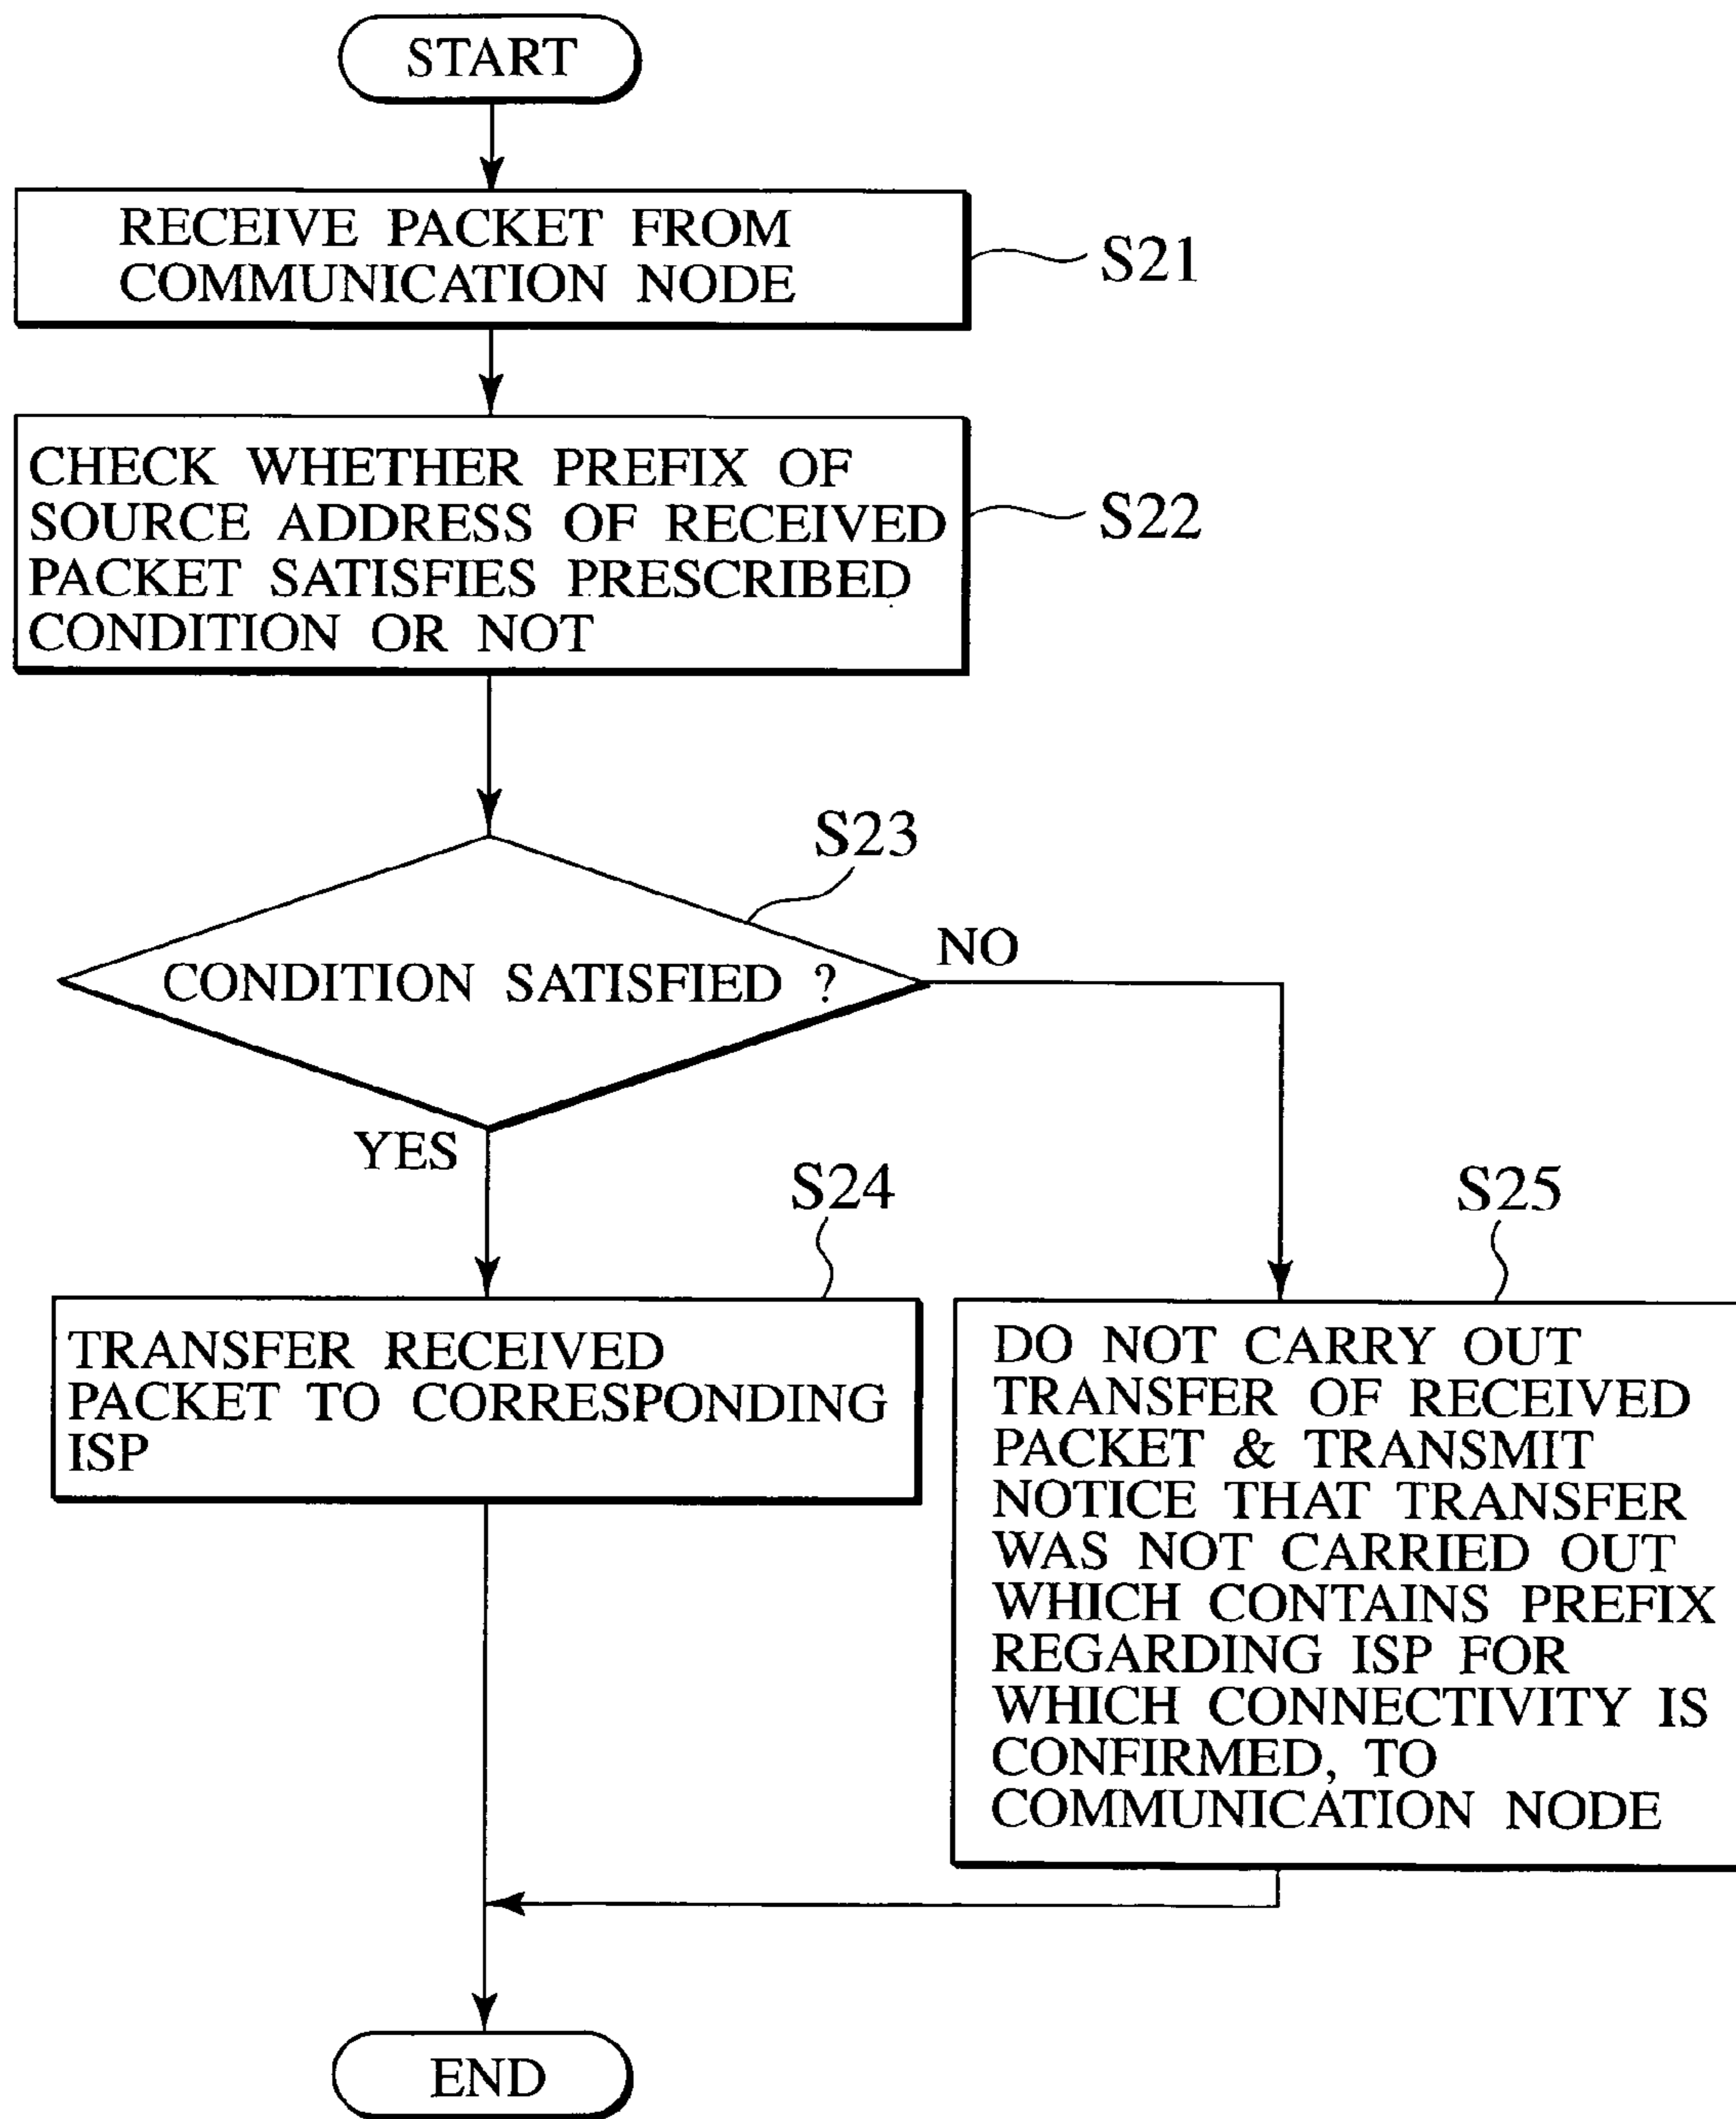 START
RECEIVE PACKET FROM
COMMUNICATION NODE
S21
CHECK WHETHER PREFIX OF
SOURCE ADDRESS OF RECEIVED
PACKET SATISFIES PRESCRIBED
CONDITION OR NOT
S22
S23
CONDITION SATISFIED ?
NO
YES
S24
TRANSFER RECEIVED
PACKET TO CORRESPONDING
ISP
S25
DO NOT CARRY OUT
TRANSFER OF RECEIVED
PACKET & TRANSMIT
NOTICE THAT TRANSFER
WAS NOT CARRIED OUT
WHICH CONTAINS PREFIX
REGARDING ISP FOR
WHICH CONNECTIVITY IS
CONFIRMED, TO
COMMUNICATION NODE
END